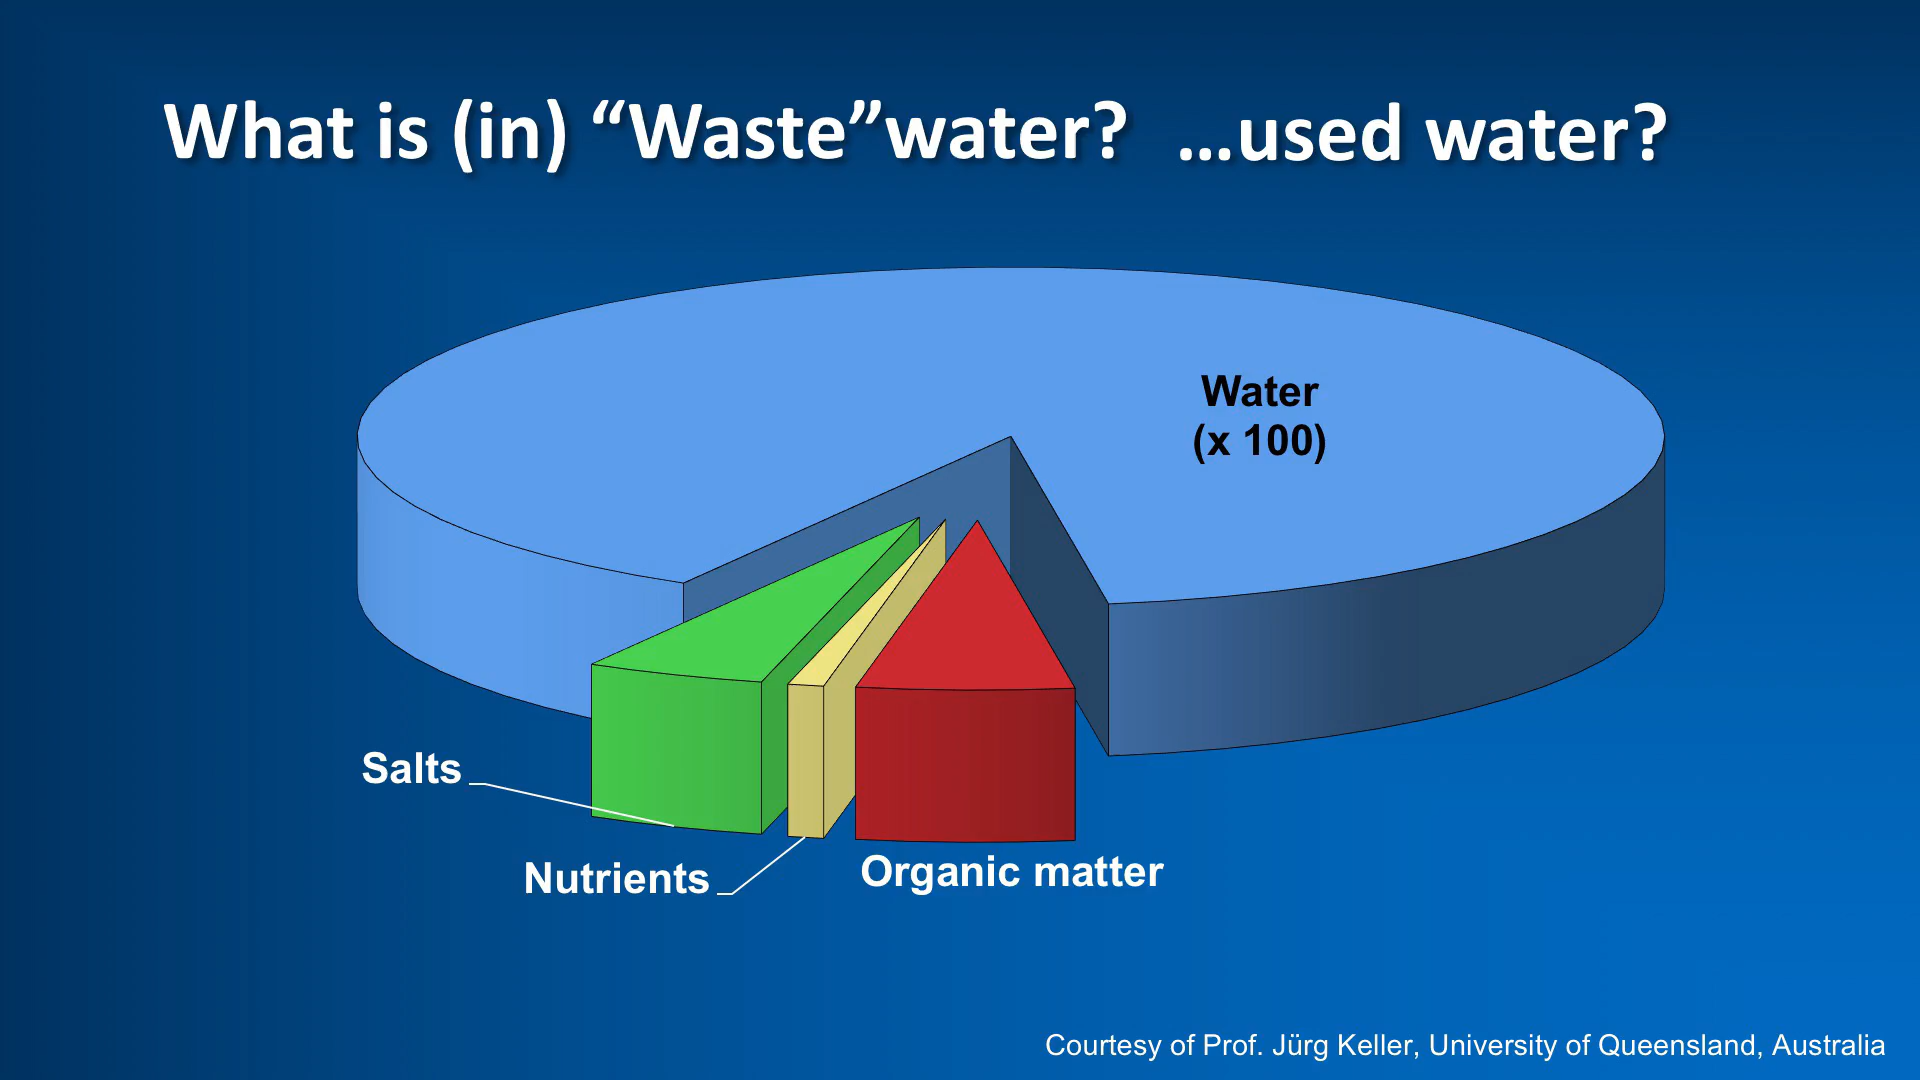 What is (in) “Waste”water?  …used water?
Water
(x 100)
Salts
Nutrients
Organic matter
Courtesy of Prof. Jürg Keller, University of Queensland, Australia